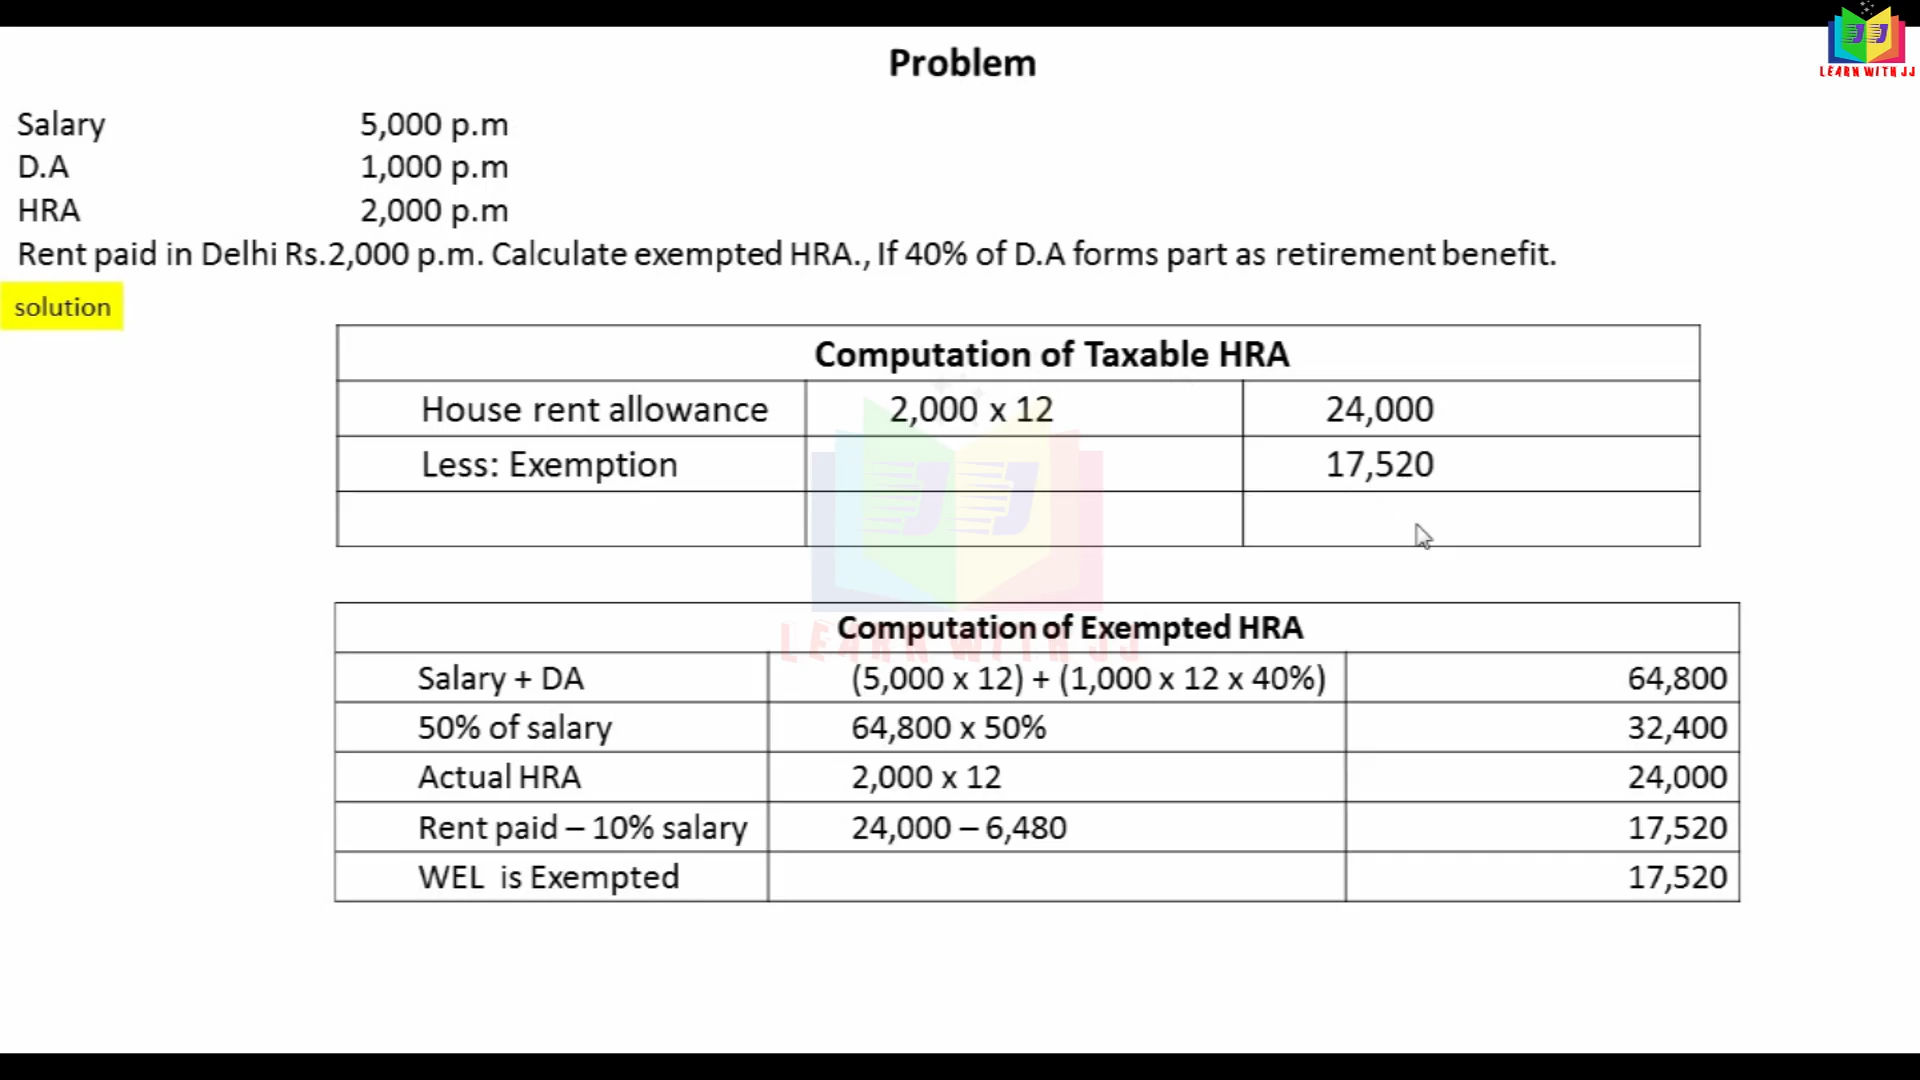 LEARN WITH JJ
Problem
Salary 5,000 p.m
D.A 1,000 p.m
HRA 2,000 p.m
Rent paid in Delhi Rs.2,000 p.m. Calculate exempted HRA., If 40% of D.A forms part as retirement benefit.
solution
Computation of Taxable HRA
House rent allowance 2,000 x 12 24,000
Less: Exemption 17,520
Computation of Exempted HRA
LEARN WITH JJ
Salary + DA (5,000 x 12) + (1,000 x 12 x 40%) 64,800
50% of salary 64,800 x 50% 32,400
Actual HRA 2,000 x 12 24,000
Rent paid – 10% salary 24,000 – 6,480 17,520
WEL is Exempted 17,520